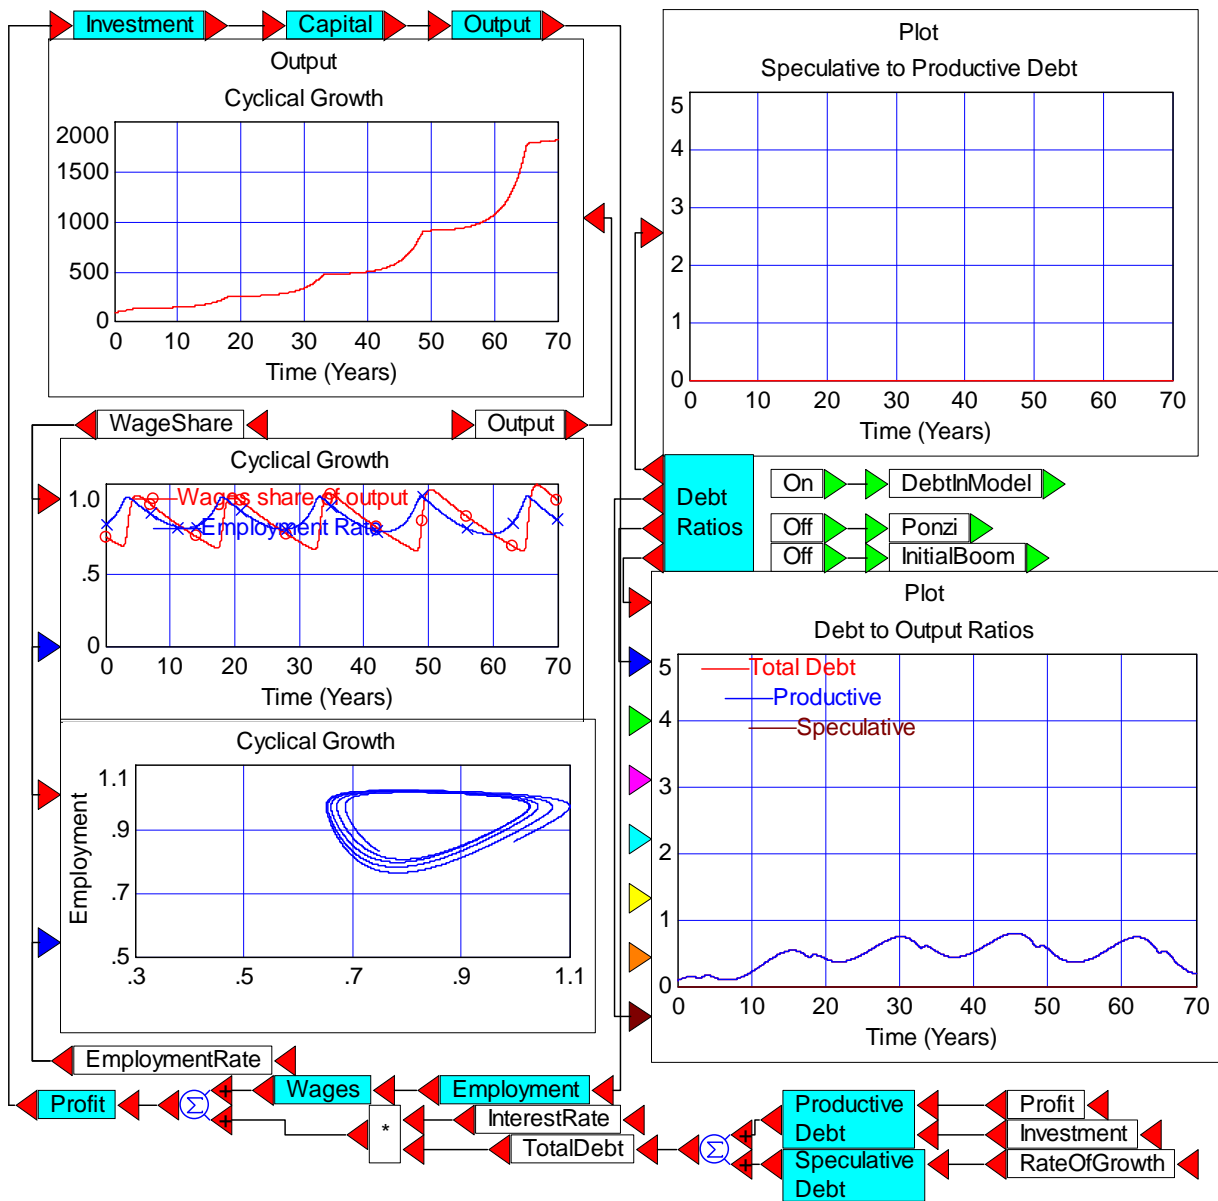 Investment
Capital
Output
Output
Cyclical Growth
2000
1500
1000
500
0
0 10 20 30 40 50 60 70
Time (Years)
Plot
Speculative to Productive Debt
5
4
3
2
1
0
0 10 20 30 40 50 60 70
Time (Years)
WageShare
Output
Cyclical Growth
1.0
.5
0
Wages share of output
Employment Rate
0 10 20 30 40 50 60 70
Time (Years)
Debt
Ratios
On
DebtInModel
Off
Ponzi
Off
InitialBoom
Cyclical Growth
Employment
1.1
.9
.7
.5
.3 .5 .7 .9 1.1
Plot
Debt to Output Ratios
5
4
3
2
1
0
Total Debt
Productive
Speculative
0 10 20 30 40 50 60 70
Time (Years)
EmploymentRate
Profit
Σ
+
+
Wages
Employment
*
InterestRate
TotalDebt
Σ
+
+
Productive
Debt
Speculative
Debt
Profit
Investment
RateOfGrowth